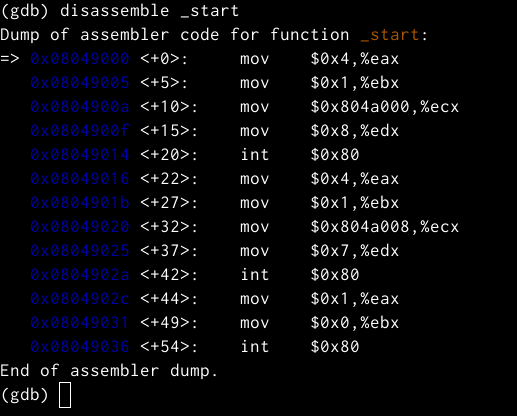 (gdb) disassemble _start
Dump of assembler code for function _start:
=> 0x08049000 <+0>:     mov    $0x4,%eax
   0x08049005 <+5>:     mov    $0x1,%ebx
   0x0804900a <+10>:    mov    $0x804a000,%ecx
   0x0804900f <+15>:    mov    $0x8,%edx
   0x08049014 <+20>:    int    $0x80
   0x08049016 <+22>:    mov    $0x4,%eax
   0x0804901b <+27>:    mov    $0x1,%ebx
   0x08049020 <+32>:    mov    $0x804a008,%ecx
   0x08049025 <+37>:    mov    $0x7,%edx
   0x0804902a <+42>:    int    $0x80
   0x0804902c <+44>:    mov    $0x1,%eax
   0x08049031 <+49>:    mov    $0x0,%ebx
   0x08049036 <+54>:    int    $0x80
End of assembler dump.
(gdb)